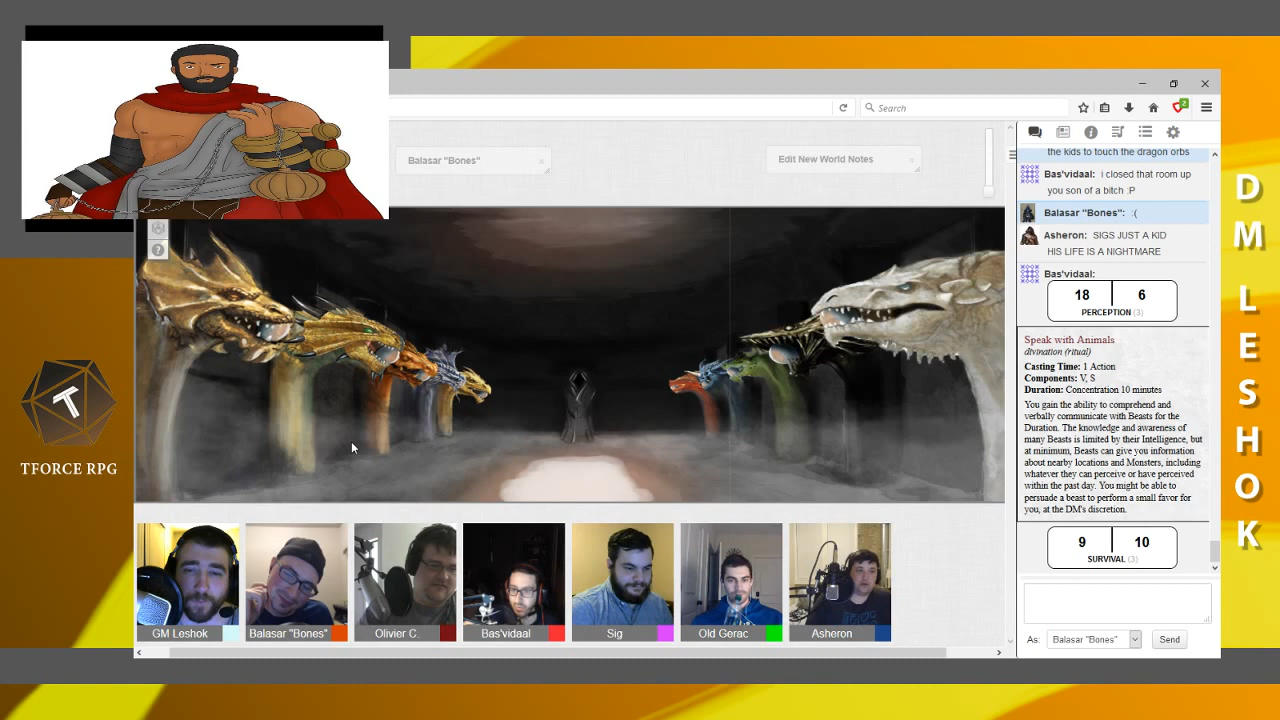 Search
2
Balasar "Bones"
Edit New World Notes
the kids to touch the dragon orbs
Bas'vidaal: i closed that room up
you son of a bitch :P
Balasar "Bones": :(
Asheron: SIGS JUST A KID
HIS LIFE IS A NIGHTMARE
Bas'vidaal:
18 6
PERCEPTION (3)
Speak with Animals
divination (ritual)
Casting Time: 1 Action
Components: V, S
Duration: Concentration 10 minutes
You gain the ability to comprehend and
verbally communicate with Beasts for the
Duration. The knowledge and awareness of
many Beasts is limited by their Intelligence, but
at minimum, Beasts can give you information
about nearby locations and Monsters, including
whatever they can perceive or have perceived
within the past day. You might be able to
persuade a beast to perform a small favor for
you, at the DM's discretion.
9 10
SURVIVAL (3)
As: Balasar "Bones" Send
?
T
TFORCE RPG
GM Leshok
Balasar "Bones"
Olivier C.
Bas'vidaal
Sig
Old Gerac
Asheron
DM LESHOK